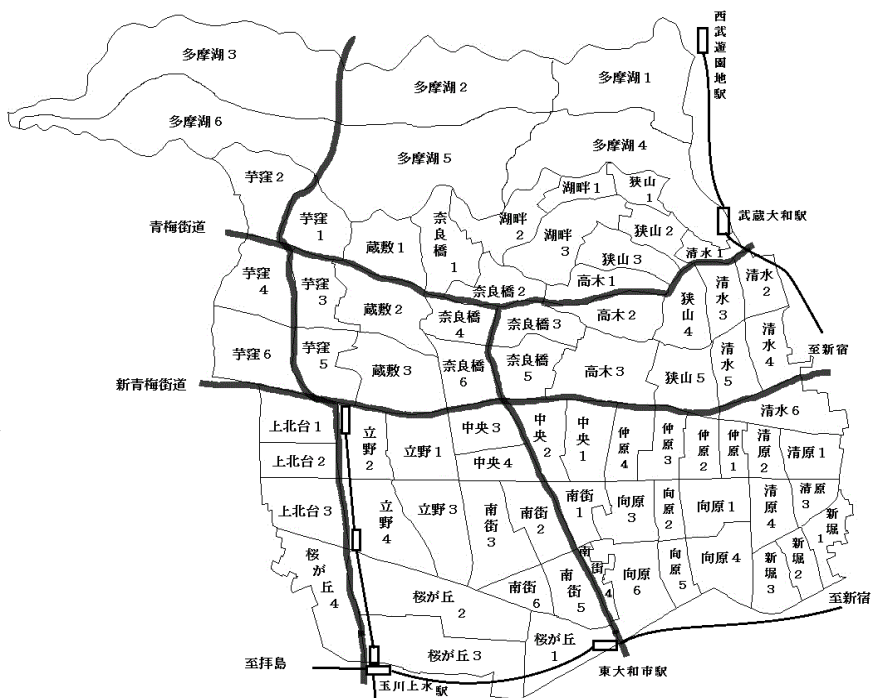 西武遊園地駅
多摩湖3
多摩湖2
多摩湖1
多摩湖6
多摩湖5
多摩湖4
芋窪2
湖畔1
狭山1
青梅街道
芋窪1
蔵敷1
奈良橋1
湖畔2
湖畔3
狭山2
武蔵大和駅
狭山3
清水1
芋窪4
芋窪3
蔵敷2
奈良橋2
高木1
清水2
奈良橋4
奈良橋3
高木2
狭山4
清水3
清水4
至新宿
芋窪6
芋窪5
蔵敷3
奈良橋6
奈良橋5
高木3
狭山5
清水5
新青梅街道
清水6
上北台1
立野2
立野1
中央3
中央2
中央1
仲原4
仲原3
仲原2
仲原1
清原2
清原1
上北台2
中央4
上北台3
立野4
立野3
南街3
南街2
南街1
向原3
向原2
向原1
清原4
清原3
新堀1
桜が丘4
桜が丘2
南街6
南街5
南街4
向原6
向原5
向原4
新堀3
新堀2
至新宿
至拝島
桜が丘3
桜が丘1
玉川上水駅
東大和市駅